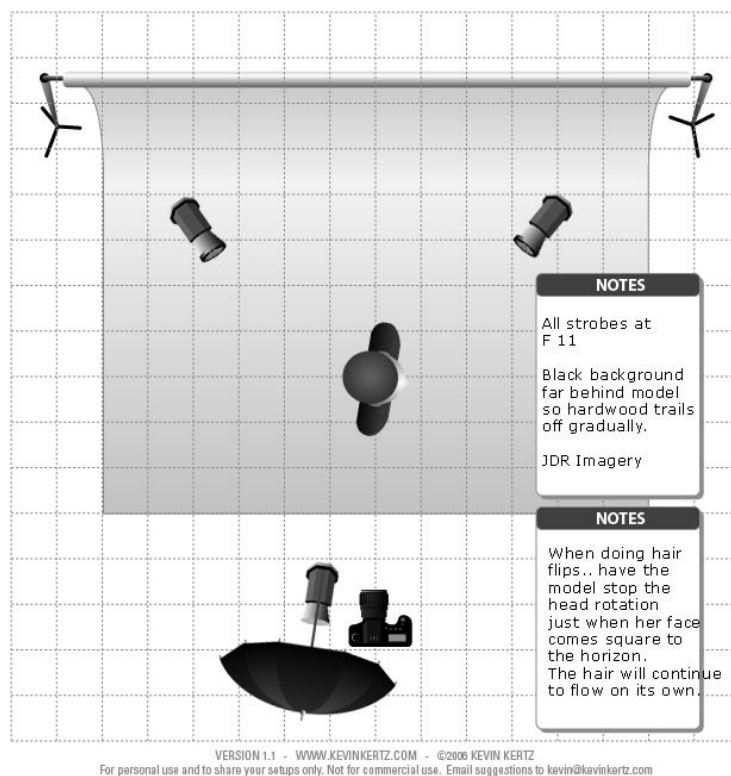 NOTES
All strobes at
F 11
Black background
far behind model
so hardwood trails
off gradually.
JDR Imagery
NOTES
When doing hair
flips.. have the
model stop the
head rotation
just when her face
comes square to
the horizon.
The hair will continue
to flow on its own.
VERSION 1.1 - WWW.KEVINKERTZ.COM - ©2006 KEVIN KERTZ
For personal use and to share your setups only. Not for commercial use. Email suggestions to kevin@kevinkertz.com